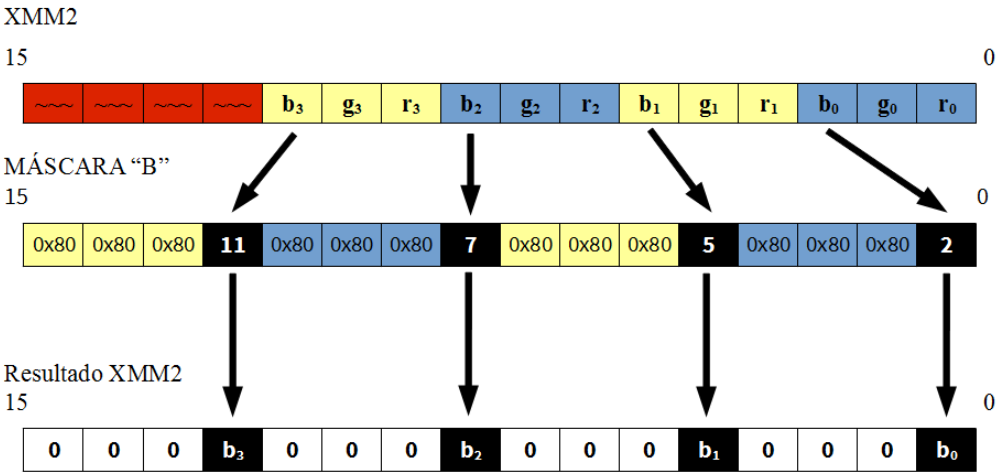 XMM2
15 0
~~~ ~~~ ~~~ ~~~ b₃ g₃ r₃ b₂ g₂ r₂ b₁ g₁ r₁ b₀ g₀ r₀
MÁSCARA “B”
15 0
0x80 0x80 0x80 11 0x80 0x80 0x80 7 0x80 0x80 0x80 5 0x80 0x80 0x80 2
Resultado XMM2
15 0
0 0 0 b₃ 0 0 0 b₂ 0 0 0 b₁ 0 0 0 b₀